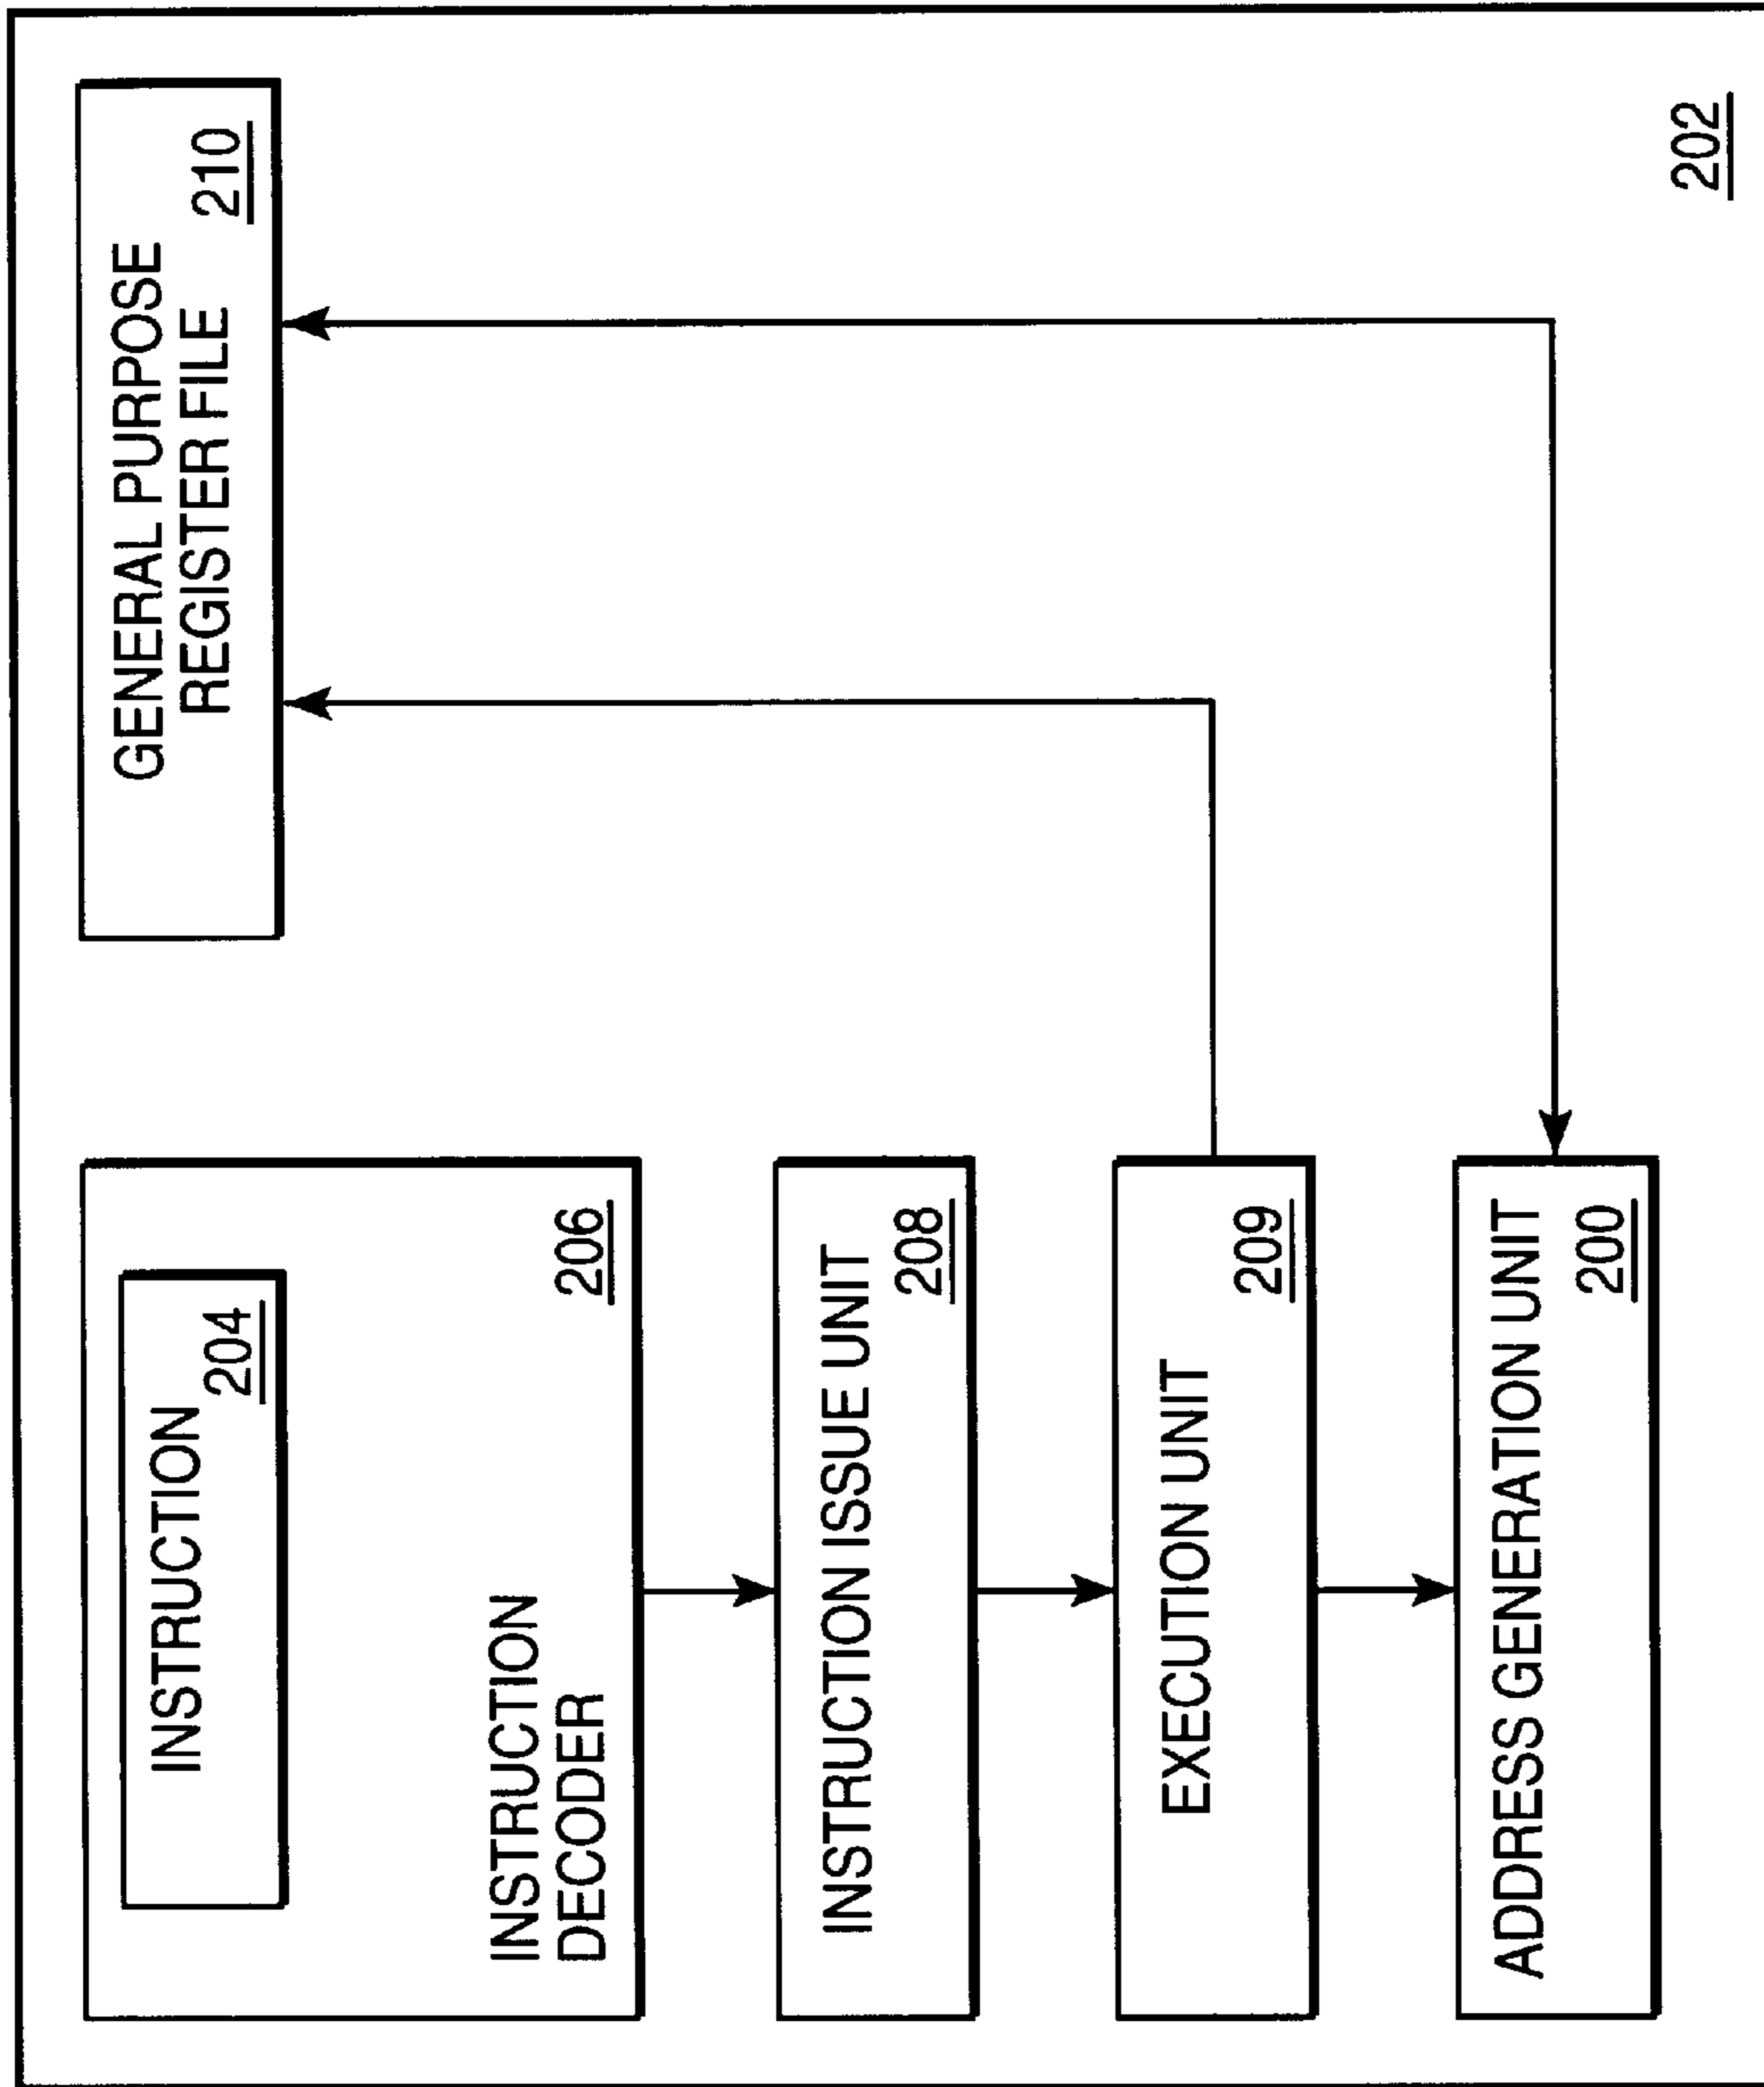 INSTRUCTION
204
INSTRUCTION
DECODER
206
INSTRUCTION ISSUE UNIT
208
EXECUTION UNIT
209
ADDRESS GENERATION UNIT
200
GENERAL PURPOSE
REGISTER FILE
210
202